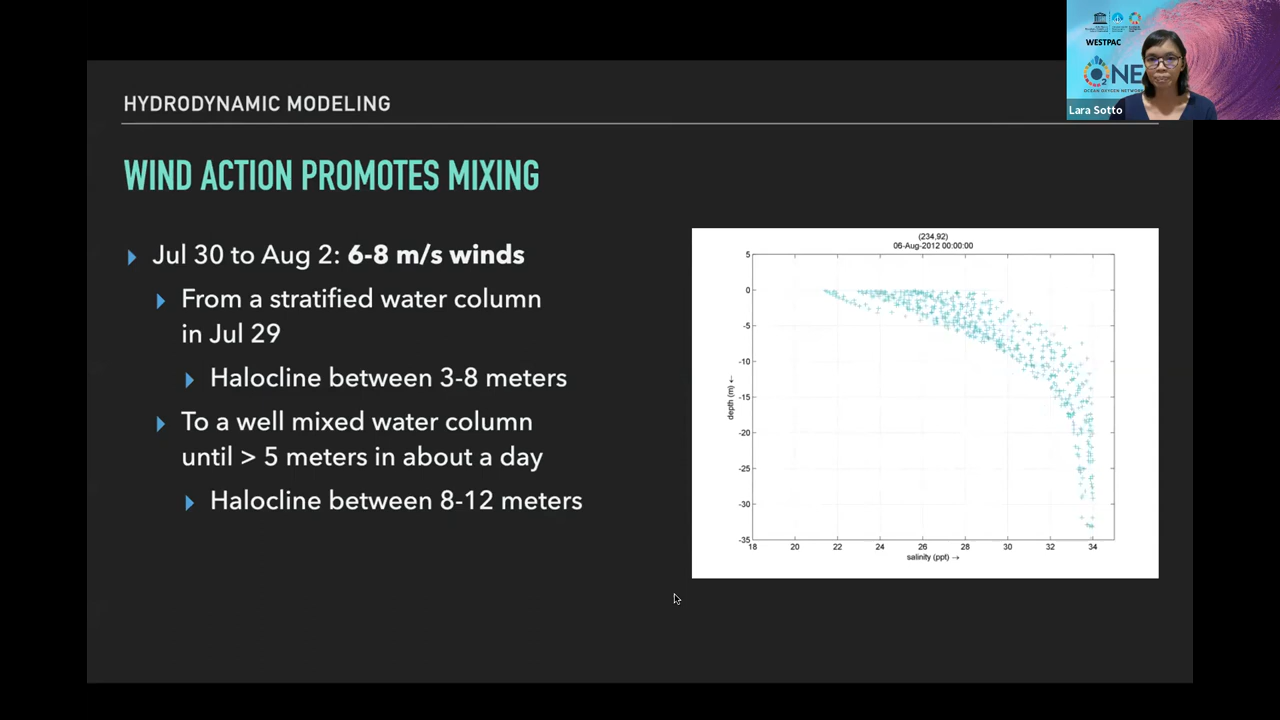 WESTPAC
ONE
OCEAN OXYGEN NETWORK
Lara Sotto
HYDRODYNAMIC MODELING
WIND ACTION PROMOTES MIXING
Jul 30 to Aug 2: 6-8 m/s winds
From a stratified water column
in Jul 29
Halocline between 3-8 meters
To a well mixed water column
until > 5 meters in about a day
Halocline between 8-12 meters
(234,92)
06-Aug-2012 00:00:00
5
0
-5
-10
-15
-20
-25
-30
-35
depth (m) ←
18 20 22 24 26 28 30 32 34
salinity (ppt) →